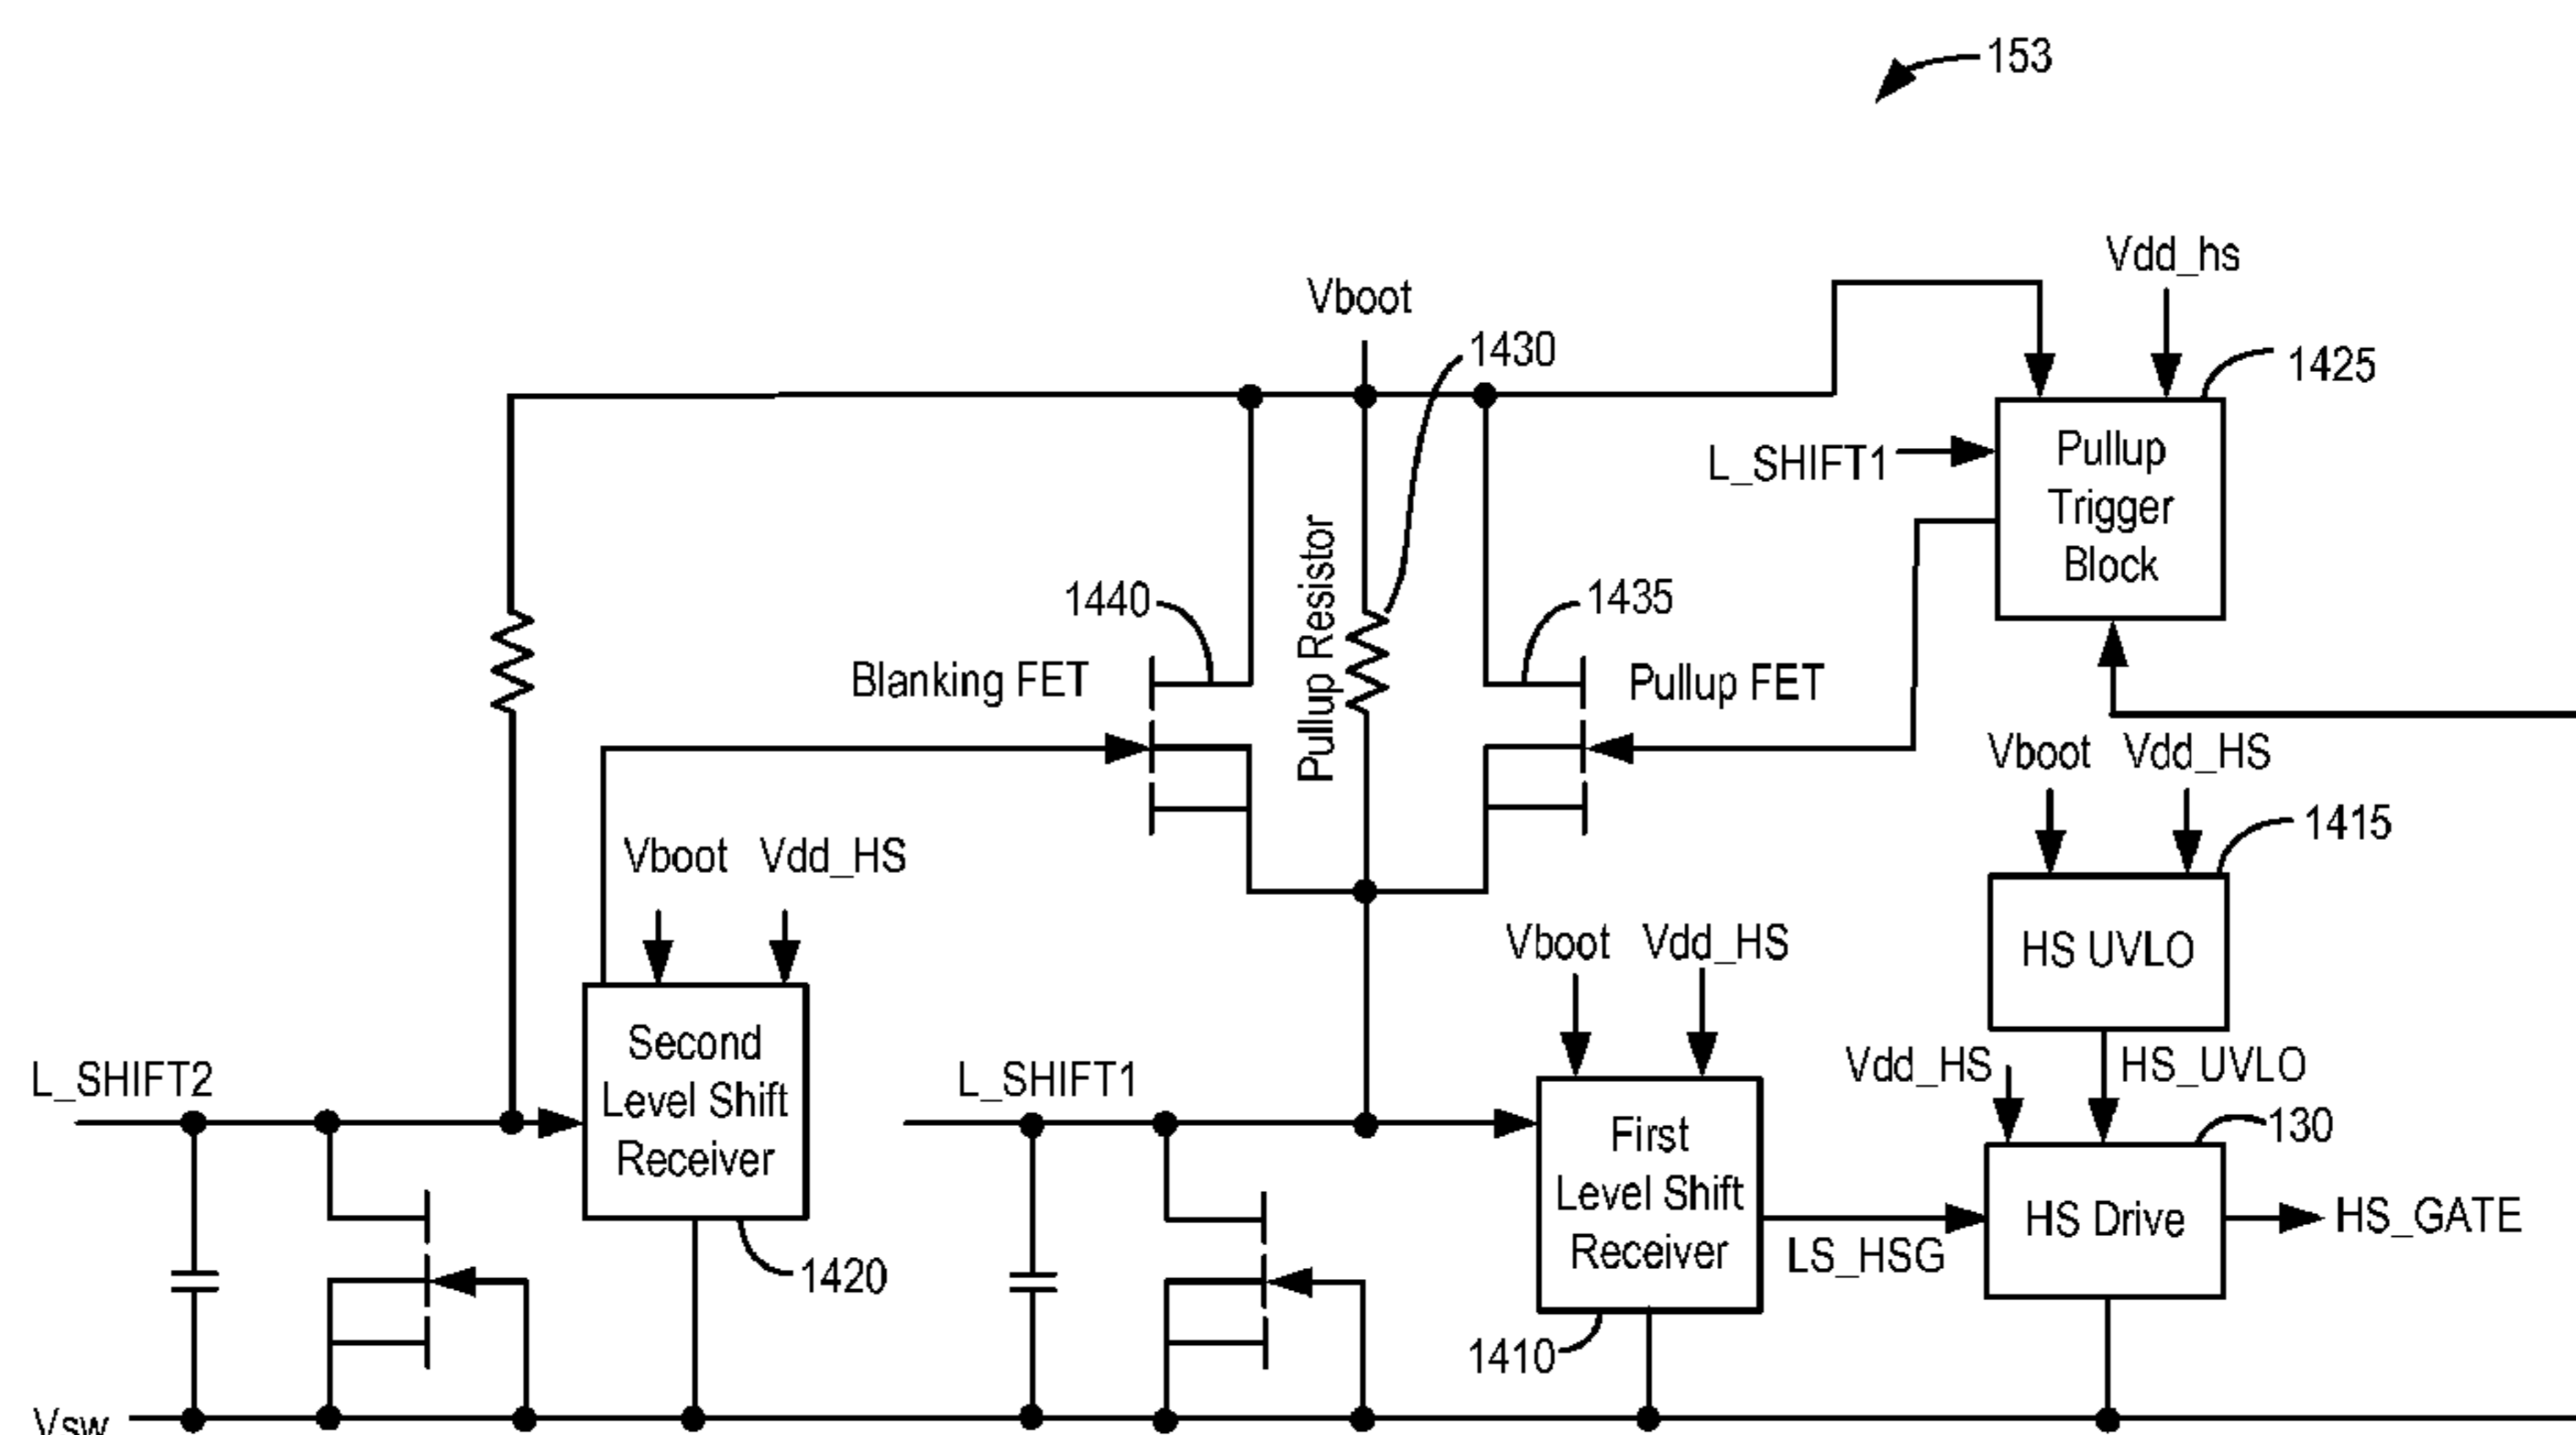 153
Vboot
Vdd_hs
1430
1425
L_SHIFT1
Pullup
Trigger
Block
Pullup Resistor
1440
1435
Blanking FET
Pullup FET
Vboot
Vdd_HS
1415
HS UVLO
Vboot
Vdd_HS
Vboot
Vdd_HS
Second
Level Shift
Receiver
1420
L_SHIFT2
L_SHIFT1
First
Level Shift
Receiver
1410
Vdd_HS
HS_UVLO
130
HS Drive
HS_GATE
LS_HSG
Vsw